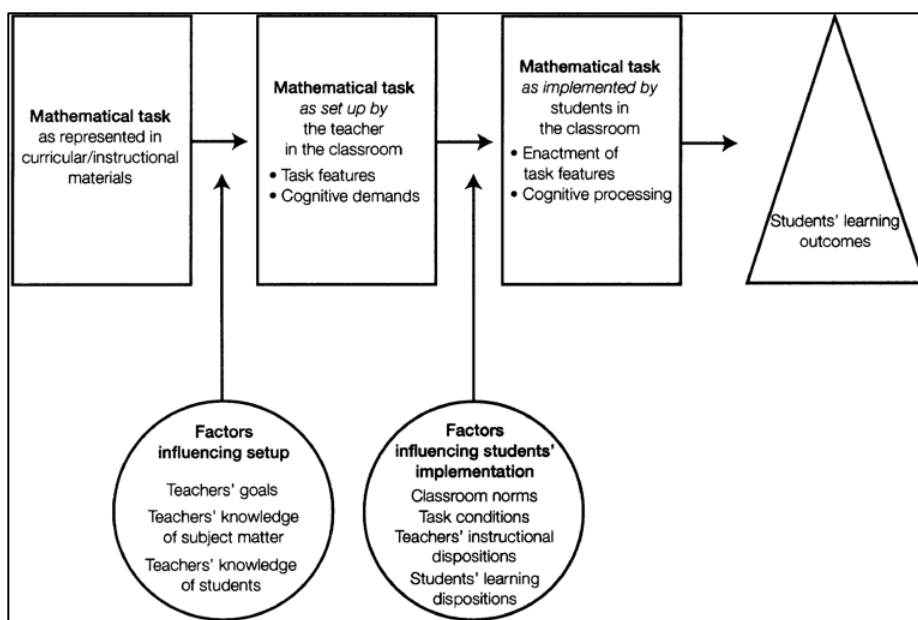 Mathematical task
as represented in
curricular/instructional
materials
Mathematical task
as set up by
the teacher
in the classroom
• Task features
• Cognitive demands
Mathematical task
as implemented by
students in
the classroom
• Enactment of
task features
• Cognitive processing
Students' learning
outcomes
Factors
influencing setup
Teachers' goals
Teachers' knowledge
of subject matter
Teachers' knowledge
of students
Factors
influencing students'
implementation
Classroom norms
Task conditions
Teachers' instructional
dispositions
Students' learning
dispositions